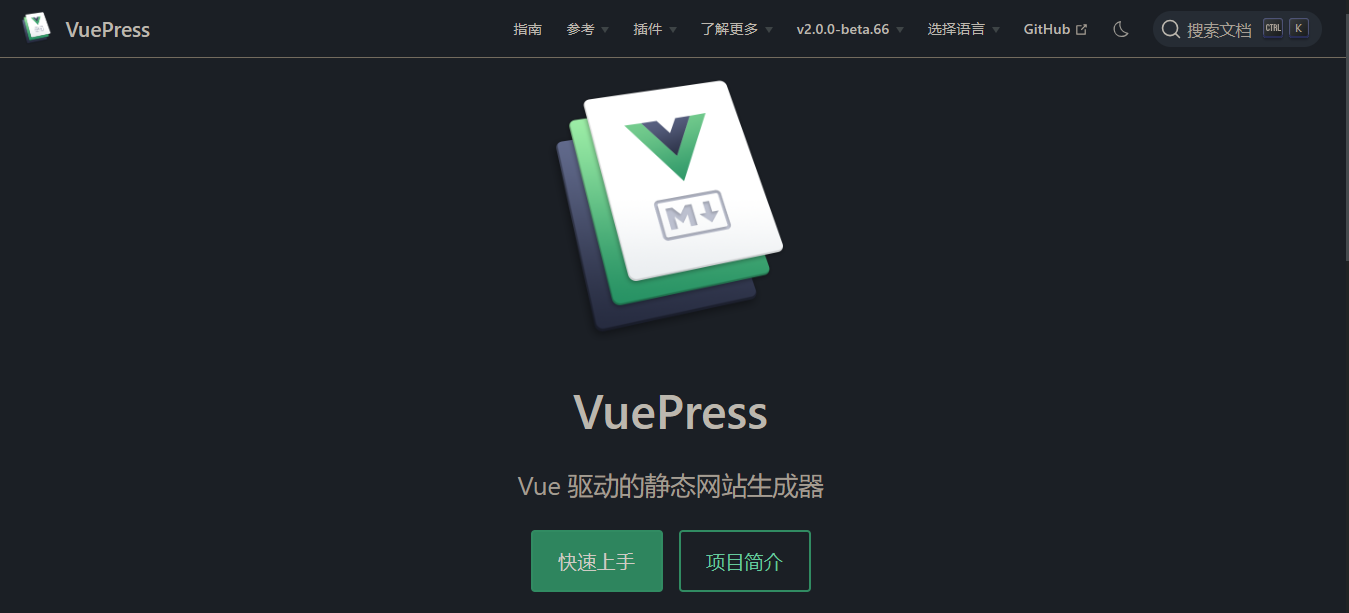 VuePress 指南 参考 插件 了解更多 v2.0.0-beta.66 选择语言 GitHub 搜索文档 CTRL K
M
VuePress
Vue 驱动的静态网站生成器
快速上手 项目简介